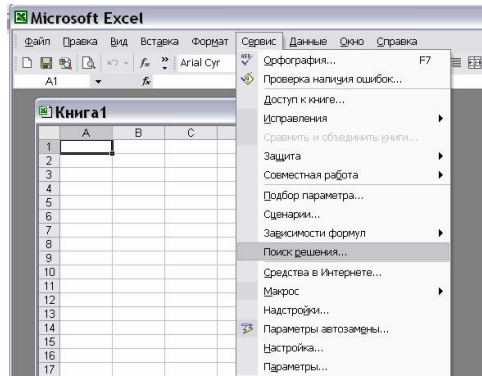 Microsoft Excel
Файл Правка Вид Вставка Формат Сервис Данные Окно Справка
Arial Cyr
A1 fx
Книга1
A B C
1
2
3
4
5
6
7
8
9
10
11
12
13
14
15
16
17
Орфография... F7
Проверка наличия ошибок...
Доступ к книге...
Исправления
Сравнить и объединить книги...
Защита
Совместная работа
Подбор параметра...
Сценарии...
Зависимости формул
Поиск решения...
Средства в Интернете...
Макрос
Надстройки...
Параметры автозамены...
Настройка...
Параметры...